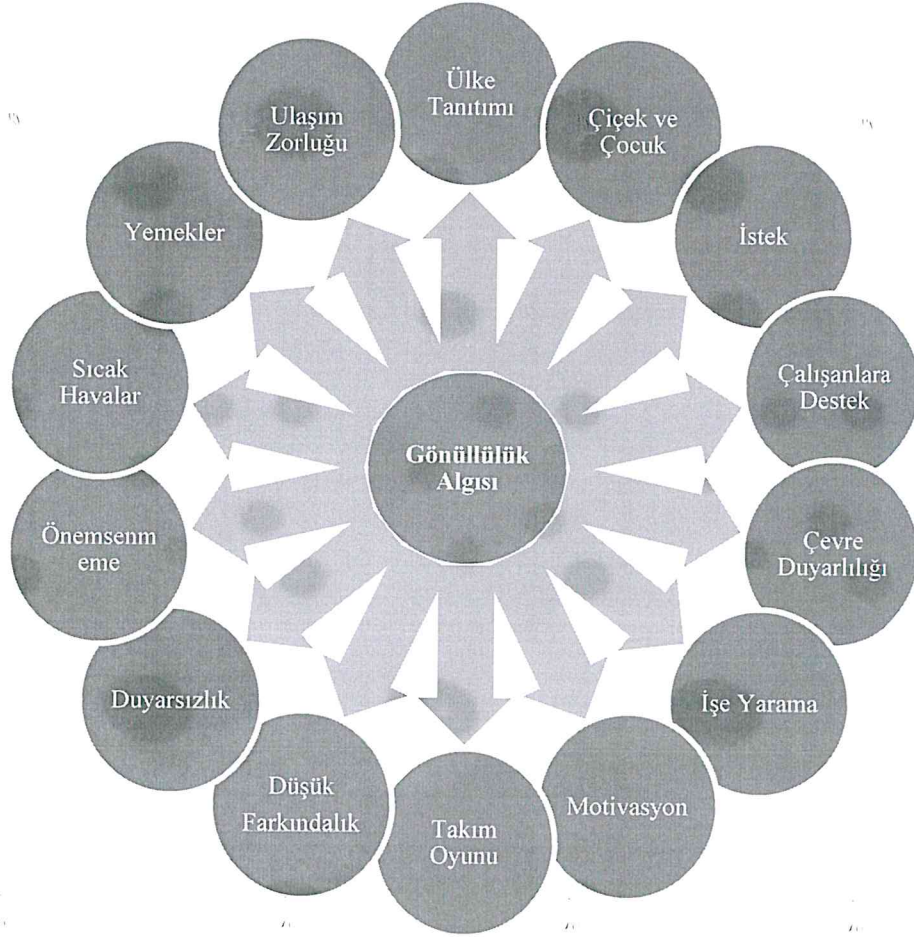 Ülke
Tanıtımı
Çiçek ve
Çocuk
İstek
Çalışanlara
Destek
Çevre
Duyarlılığı
İşe Yarama
Motivasyon
Takım
Oyunu
Düşük
Farkındalık
Duyarsızlık
Önemsenm
eme
Sıcak
Havalar
Yemekler
Ulaşım
Zorluğu
Gönüllülük
Algısı